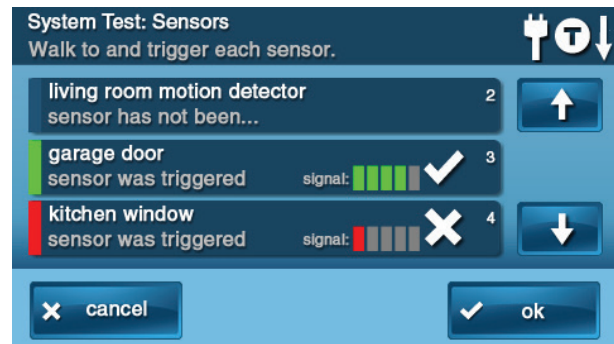 System Test: Sensors
Walk to and trigger each sensor.
T
living room motion detector 2
sensor has not been...
garage door 3
sensor was triggered signal:
kitchen window 4
sensor was triggered signal:
cancel
ok